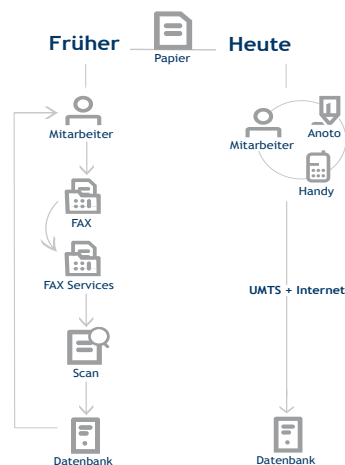 Früher
Papier
Heute
Mitarbeiter
FAX
FAX Services
Scan
Datenbank
Mitarbeiter
Anoto
Handy
UMTS + Internet
Datenbank